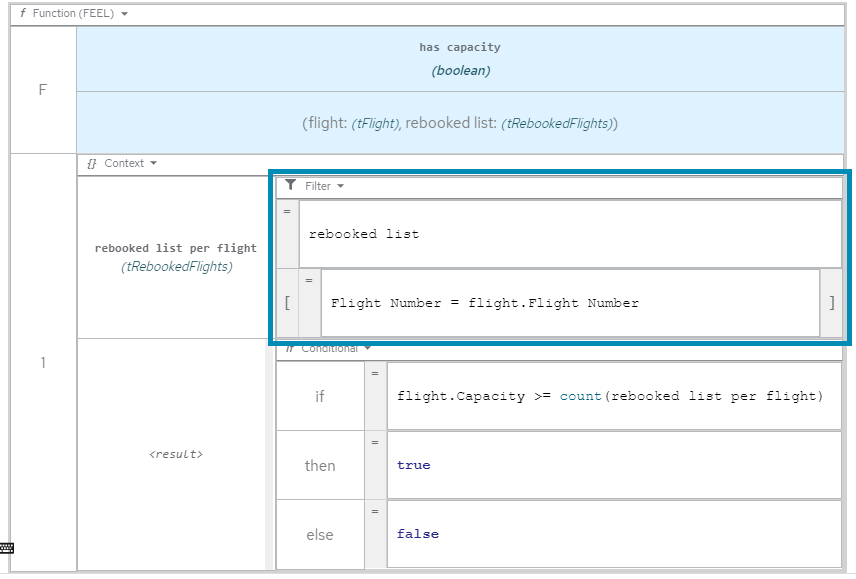 f Function (FEEL)
F
has capacity
(boolean)
(flight: (tFlight), rebooked list: (tRebookedFlights))
1
{} Context
rebooked list per flight
(tRebookedFlights)
Filter
=
rebooked list
[
=
Flight Number = flight.Flight Number
]
<result>
if Conditional
if
=
flight.Capacity >= count(rebooked list per flight)
then
=
true
else
=
false